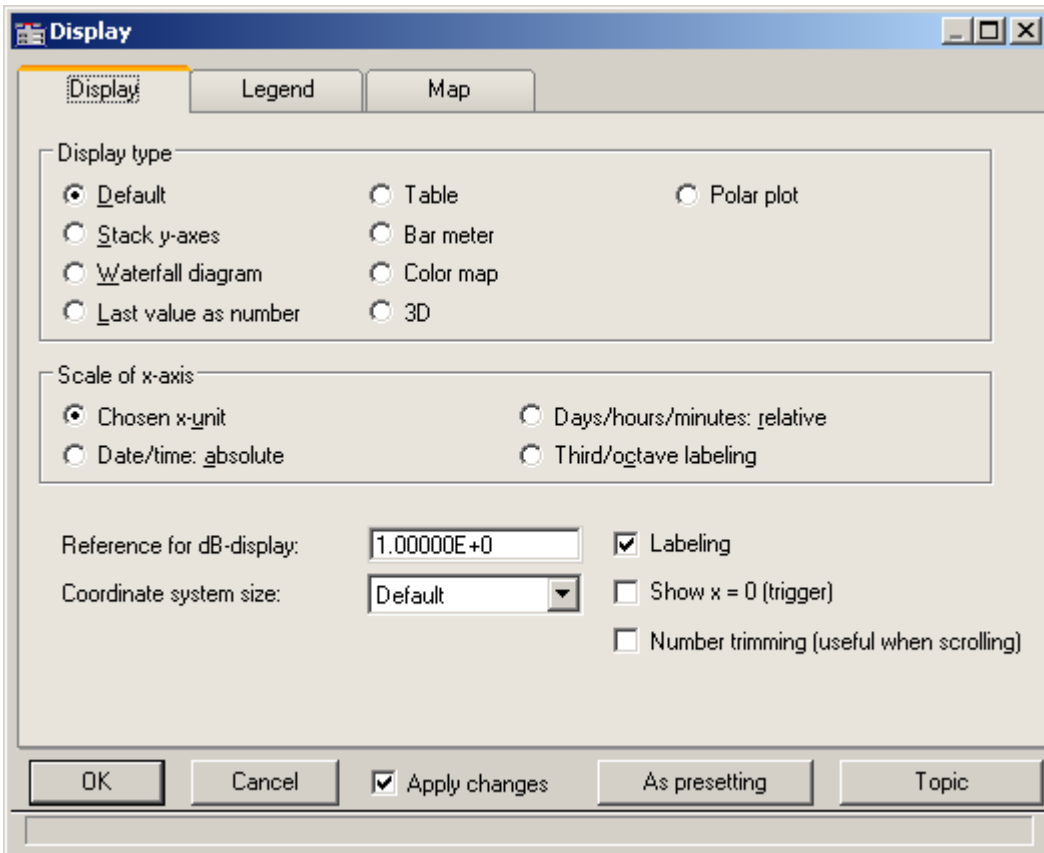 Display
Display Legend Map
Display type
Default Table Polar plot
Stack y-axes Bar meter
Waterfall diagram Color map
Last value as number 3D
Scale of x-axis
Chosen x-unit Days/hours/minutes: relative
Date/time: absolute Third/octave labeling
Reference for dB-display: 1.00000E+0 Labeling
Coordinate system size: Default Show x = 0 (trigger)
Number trimming (useful when scrolling)
OK Cancel Apply changes As presetting Topic